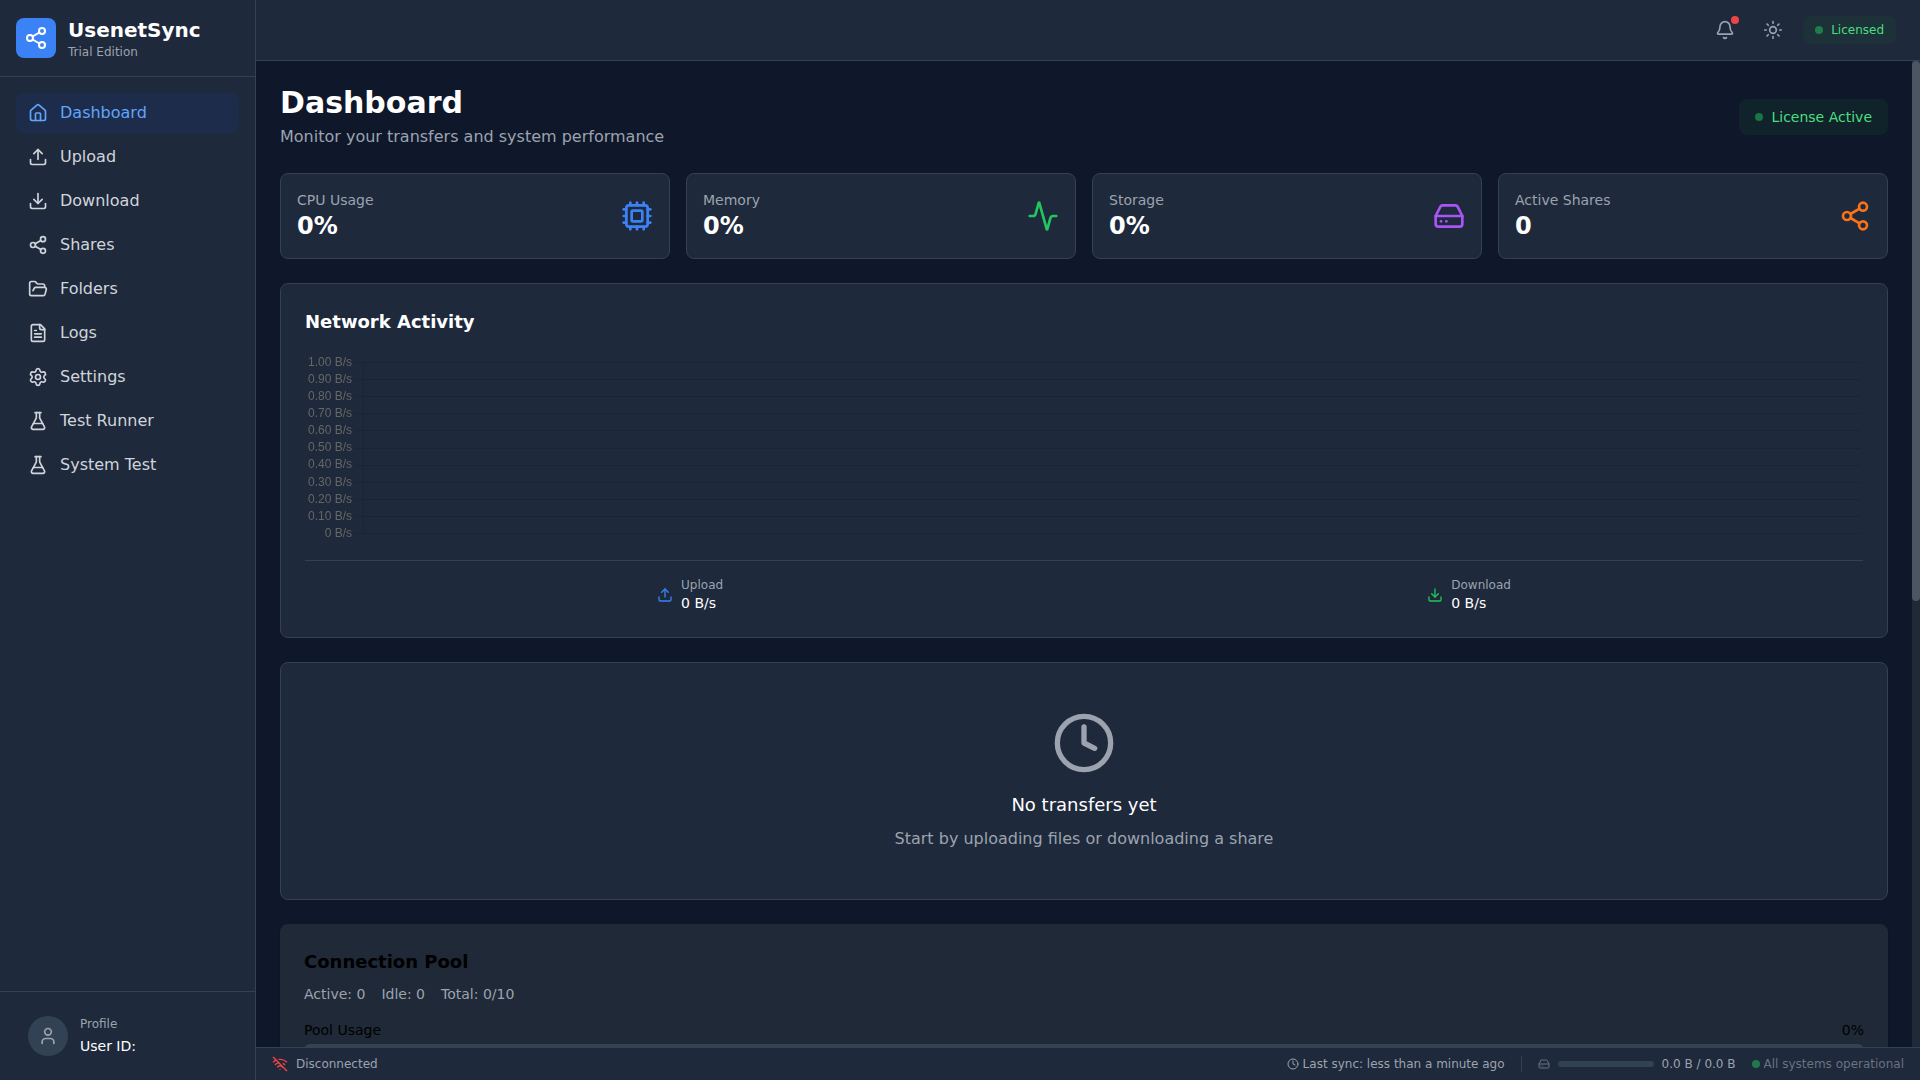 UsenetSync
Trial Edition
Dashboard
Upload
Download
Shares
Folders
Logs
Settings
Test Runner
System Test
Profile
User ID:
Licensed
Dashboard
Monitor your transfers and system performance
License Active
CPU Usage
0%
Memory
0%
Storage
0%
Active Shares
0
Network Activity
1.00 B/s
0.90 B/s
0.80 B/s
0.70 B/s
0.60 B/s
0.50 B/s
0.40 B/s
0.30 B/s
0.20 B/s
0.10 B/s
0 B/s
Upload
0 B/s
Download
0 B/s
No transfers yet
Start by uploading files or downloading a share
Connection Pool
Active: 0 Idle: 0 Total: 0/10
Pool Usage 0%
Disconnected
Last sync: less than a minute ago
0.0 B / 0.0 B
All systems operational